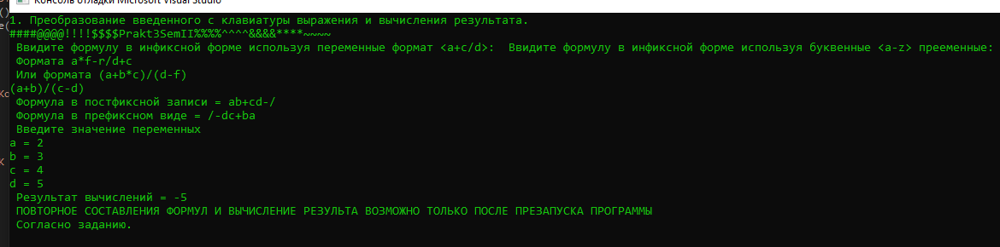 Консоль отладки Microsoft Visual Studio
1. Преобразование введенного с клавиатуры выражения и вычисления результата.
####@@@@!!!!$$$$Prakt3SemII%%%%^^^^&&&&****~~~~
Ввидите формулу в инфиксной форме используя переменные формат <a+c/d>:  Ввидите формулу в инфиксной форме используя буквенные <a-z> прееменные:
Формата a*f-r/d+c
Или формата (a+b*c)/(d-f)
(a+b)/(c-d)
Формула в постфиксной записи = ab+cd-/
Формула в префиксном виде = /-dc+ba
Введите значение переменных
a = 2
b = 3
c = 4
d = 5
Результат вычислений = -5
ПОВТОРНОЕ СОСТАВЛЕНИЯ ФОРМУЛ И ВЫЧИСЛЕНИЕ РЕЗУЛЬТА ВОЗМОЖНО ТОЛЬКО ПОСЛЕ ПРЕЗАПУСКА ПРОГРАММЫ
Согласно заданию.